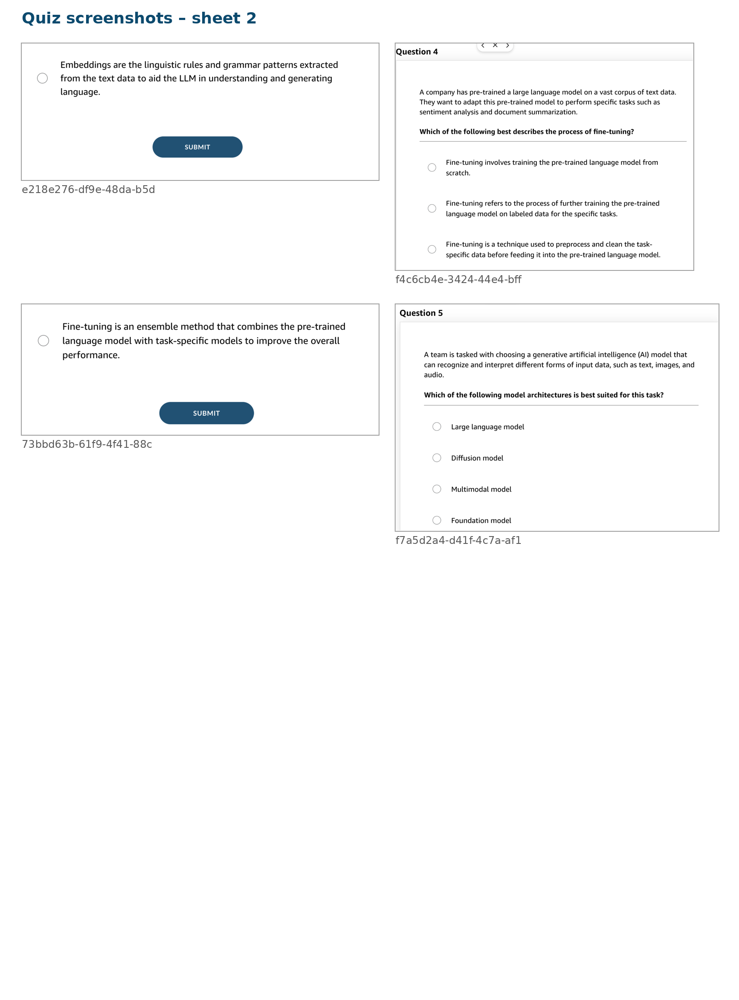 Quiz screenshots – sheet 2
Embeddings are the linguistic rules and grammar patterns extracted
from the text data to aid the LLM in understanding and generating
language.
SUBMIT
e218e276-df9e-48da-b5d
Question 4
A company has pre-trained a large language model on a vast corpus of text data.
They want to adapt this pre-trained model to perform specific tasks such as
sentiment analysis and document summarization.
Which of the following best describes the process of fine-tuning?
Fine-tuning involves training the pre-trained language model from
scratch.
Fine-tuning refers to the process of further training the pre-trained
language model on labeled data for the specific tasks.
Fine-tuning is a technique used to preprocess and clean the task-
specific data before feeding it into the pre-trained language model.
f4c6cb4e-3424-44e4-bff
Fine-tuning is an ensemble method that combines the pre-trained
language model with task-specific models to improve the overall
performance.
SUBMIT
73bbd63b-61f9-4f41-88c
Question 5
A team is tasked with choosing a generative artificial intelligence (AI) model that
can recognize and interpret different forms of input data, such as text, images, and
audio.
Which of the following model architectures is best suited for this task?
Large language model
Diffusion model
Multimodal model
Foundation model
f7a5d2a4-d41f-4c7a-af1